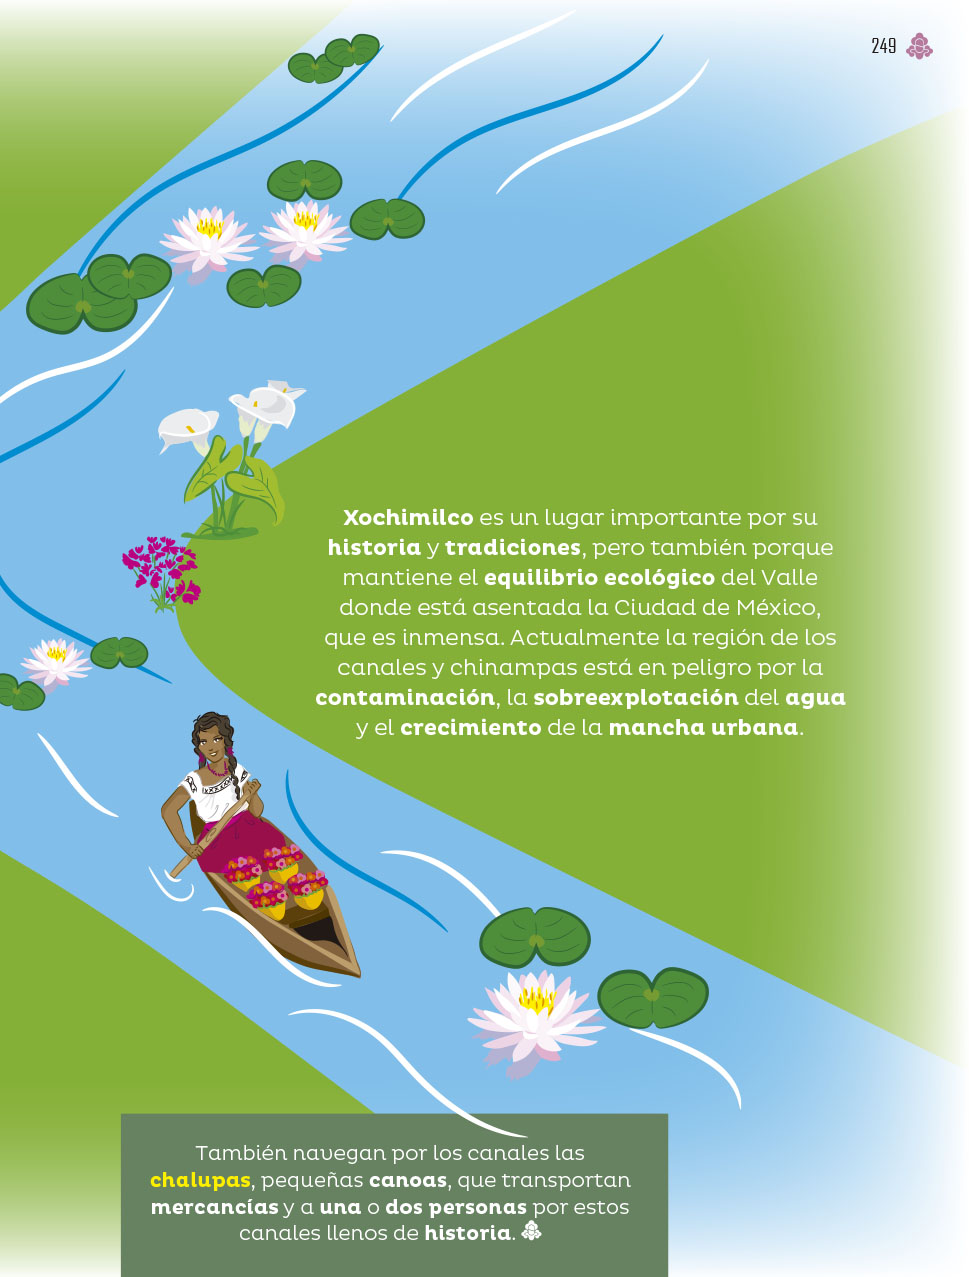 249
Xochimilco es un lugar importante por su
historia y tradiciones, pero también porque
mantiene el equilibrio ecológico del Valle
donde está asentada la Ciudad de México,
que es inmensa. Actualmente la región de los
canales y chinampas está en peligro por la
contaminación, la sobreexplotación del agua
y el crecimiento de la mancha urbana.
También navegan por los canales las
chalupas, pequeñas canoas, que transportan
mercancías y a una o dos personas por estos
canales llenos de historia.